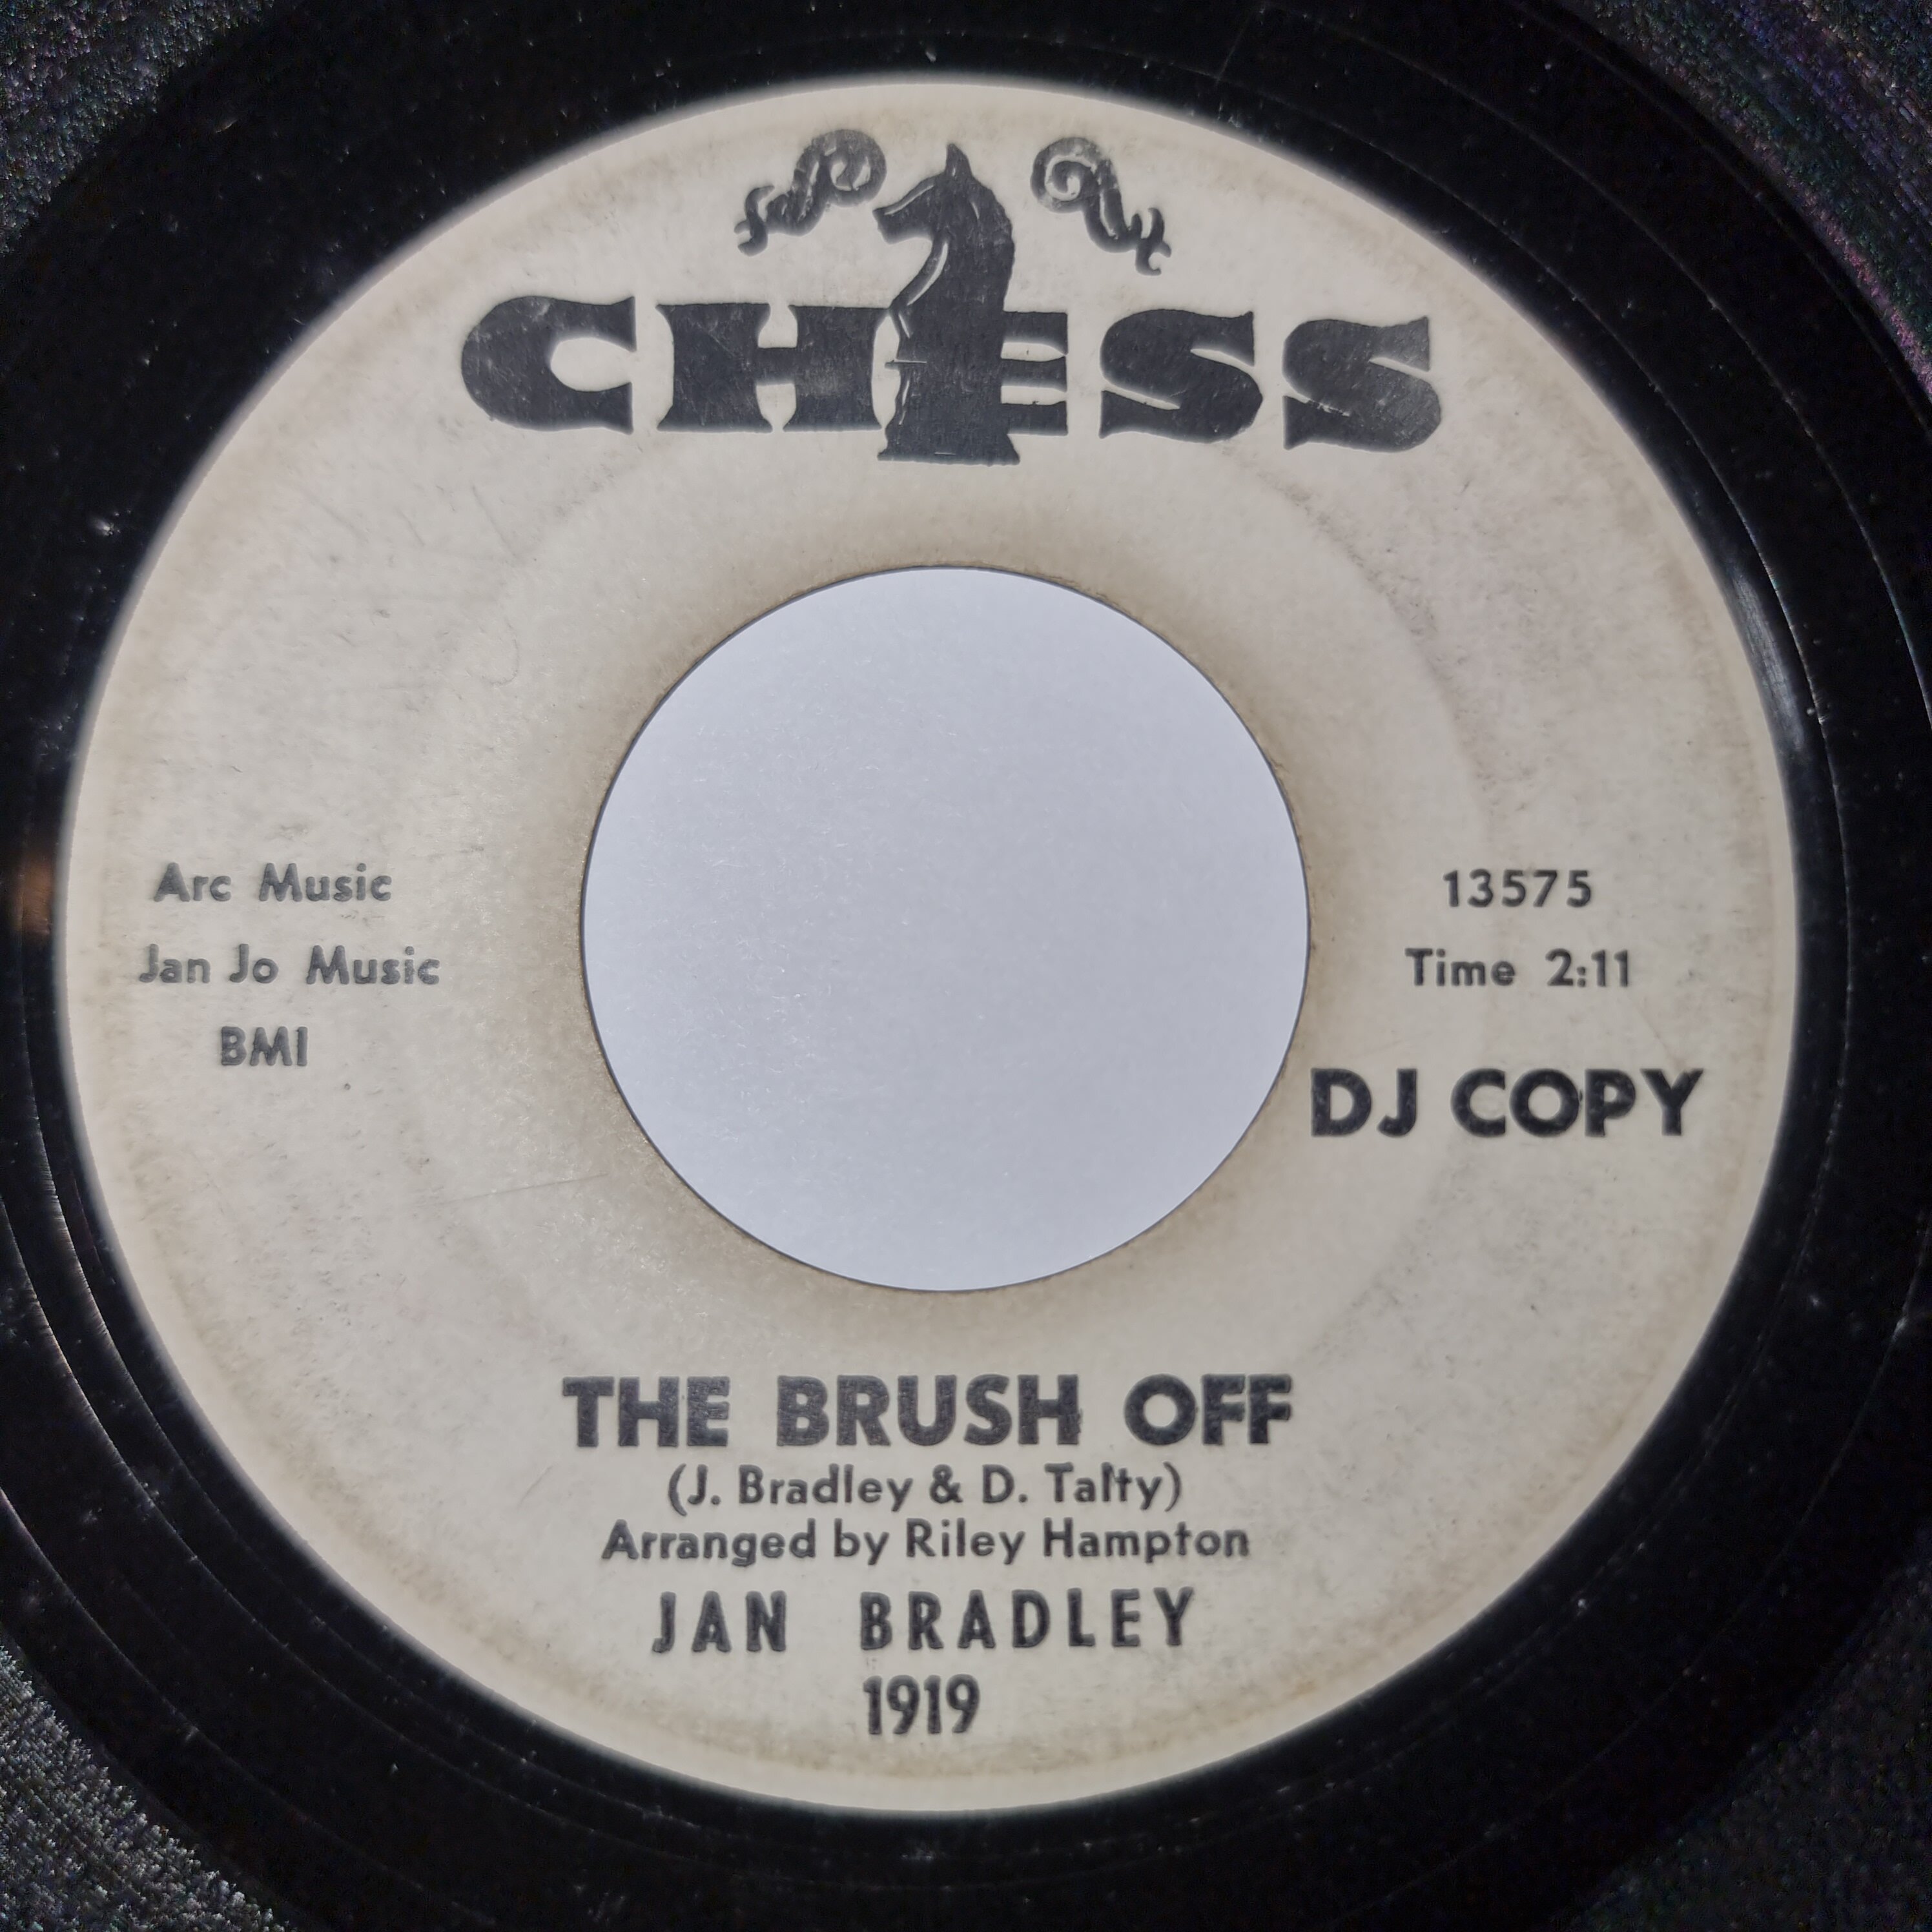 CHESS
Arc Music
Jan Jo Music
BMI
13575
Time 2:11
DJ COPY
THE BRUSH OFF
(J. Bradley & D. Talty)
Arranged by Riley Hampton
JAN BRADLEY
1919